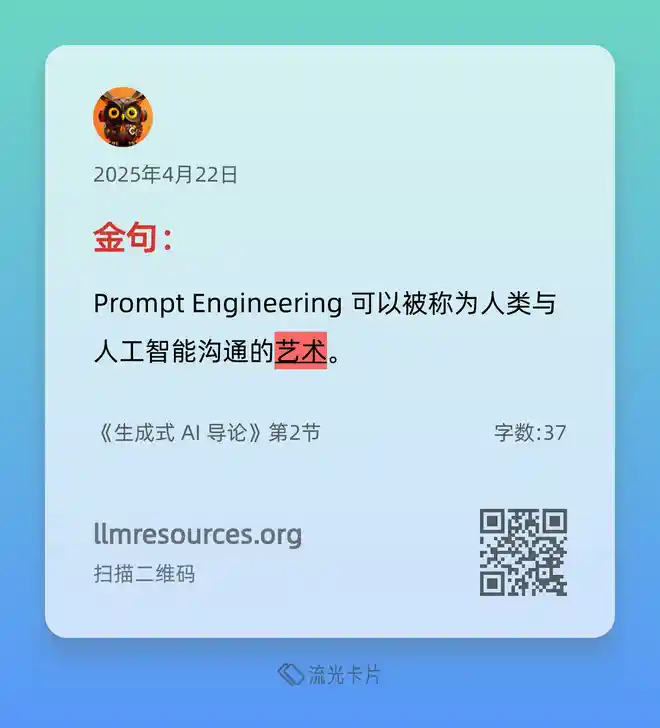 2025年4月22日
金句：
Prompt Engineering 可以被称为人类与
人工智能沟通的艺术。
《生成式 AI 导论》第2节
字数:37
llmresources.org
扫描二维码
流光卡片